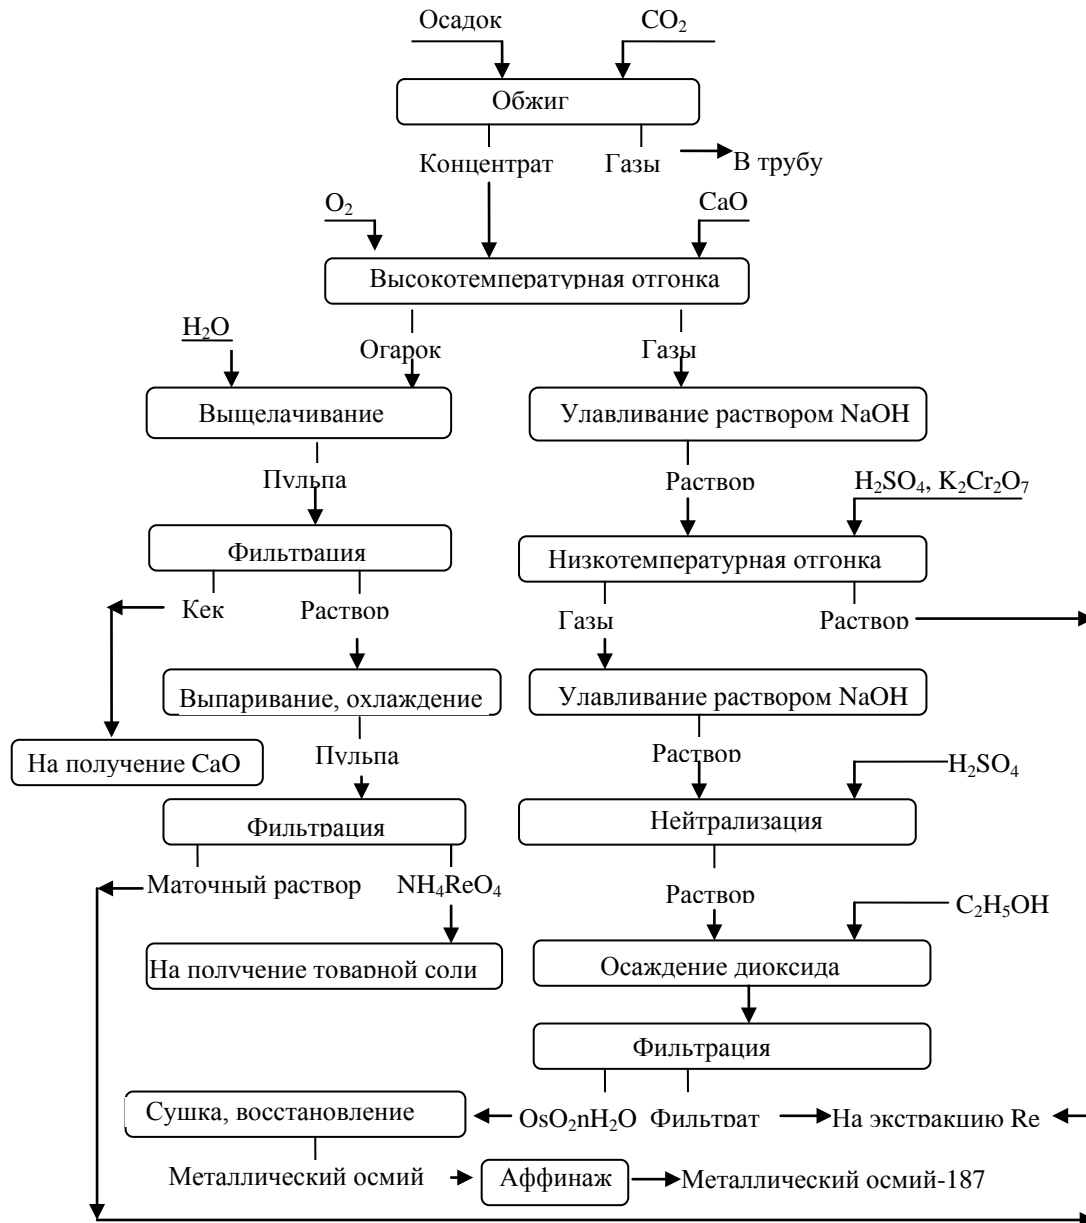 Осадок
CO₂
Обжиг
Концентрат
Газы
В трубу
O₂
CaO
Высокотемпературная отгонка
H₂O
Огарок
Газы
Выщелачивание
Улавливание раствором NaOH
Пульпа
Раствор
H₂SO₄, K₂Cr₂O₇
Фильтрация
Низкотемпературная отгонка
Кек
Раствор
Газы
Раствор
Выпаривание, охлаждение
Улавливание раствором NaOH
На получение CaO
Пульпа
Раствор
H₂SO₄
Фильтрация
Нейтрализация
Маточный раствор
NH₄ReO₄
Раствор
C₂H₅OH
На получение товарной соли
Осаждение диоксида
Фильтрация
Сушка, восстановление
OsO₂nH₂O
Фильтрат
На экстракцию Re
Металлический осмий
Аффинаж
Металлический осмий-187